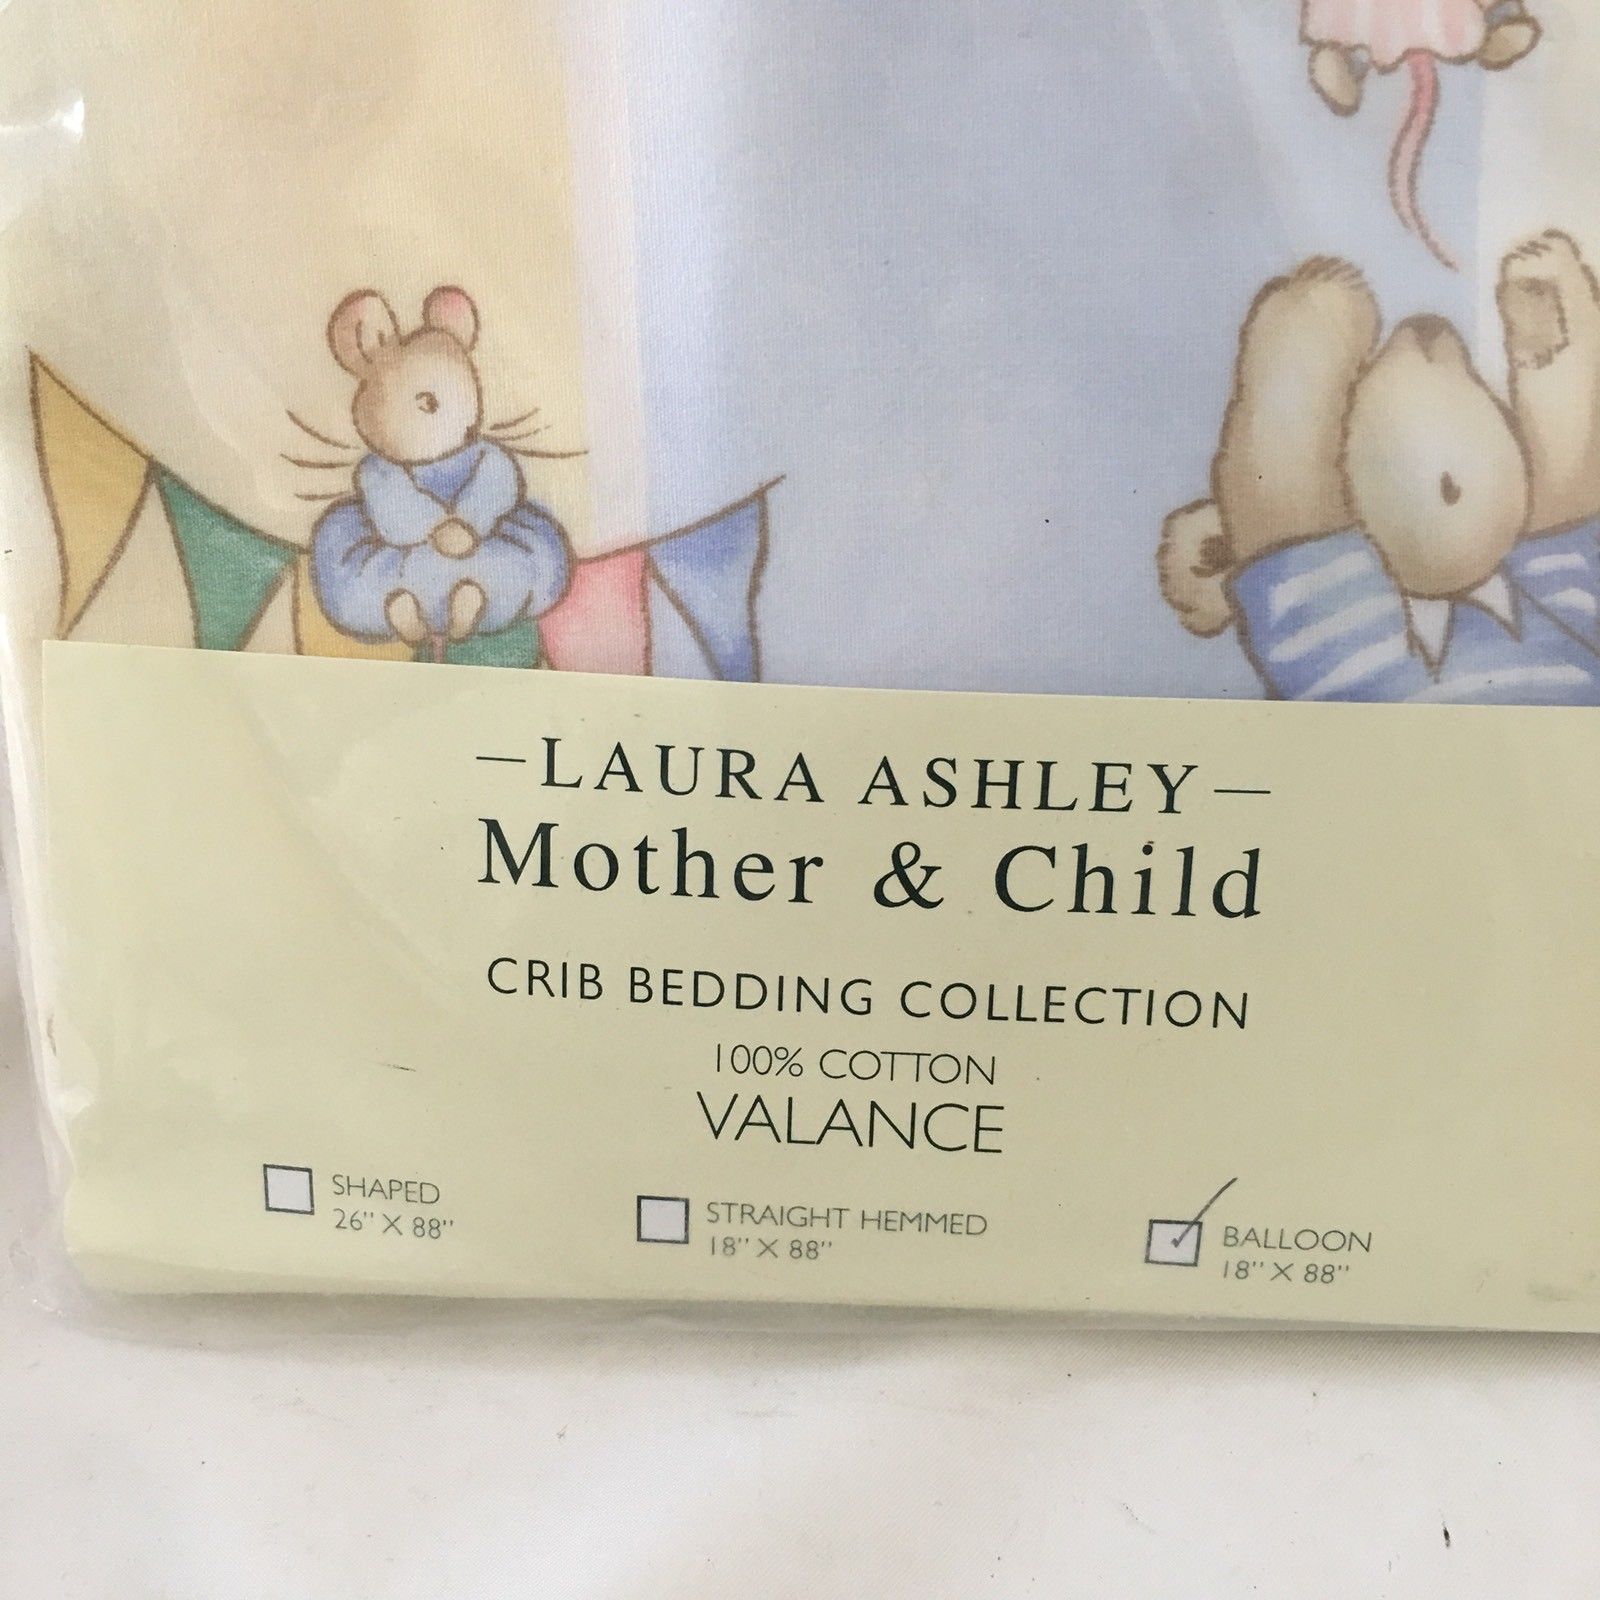 —LAURA ASHLEY—
Mother & Child
CRIB BEDDING COLLECTION
100% COTTON
VALANCE
SHAPED
26" X 88"
STRAIGHT HEMMED
18" X 88"
BALLOON
18" X 88"